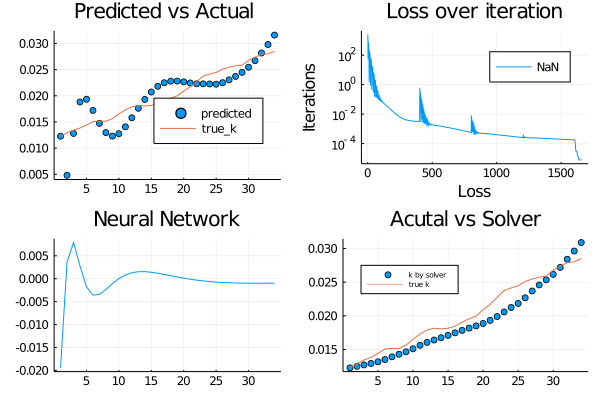 Predicted vs Actual
0.030
0.025
0.020
0.015
0.010
0.005
predicted
true_k
5 10 15 20 25 30
Loss over iteration
Iterations
10^2
10^0
10^-2
10^-4
NaN
0 500 1000 1500
Loss
Neural Network
0.005
0.000
-0.005
-0.010
-0.015
-0.020
5 10 15 20 25 30
Acutal vs Solver
0.030
0.025
0.020
0.015
k by solver
true k
5 10 15 20 25 30